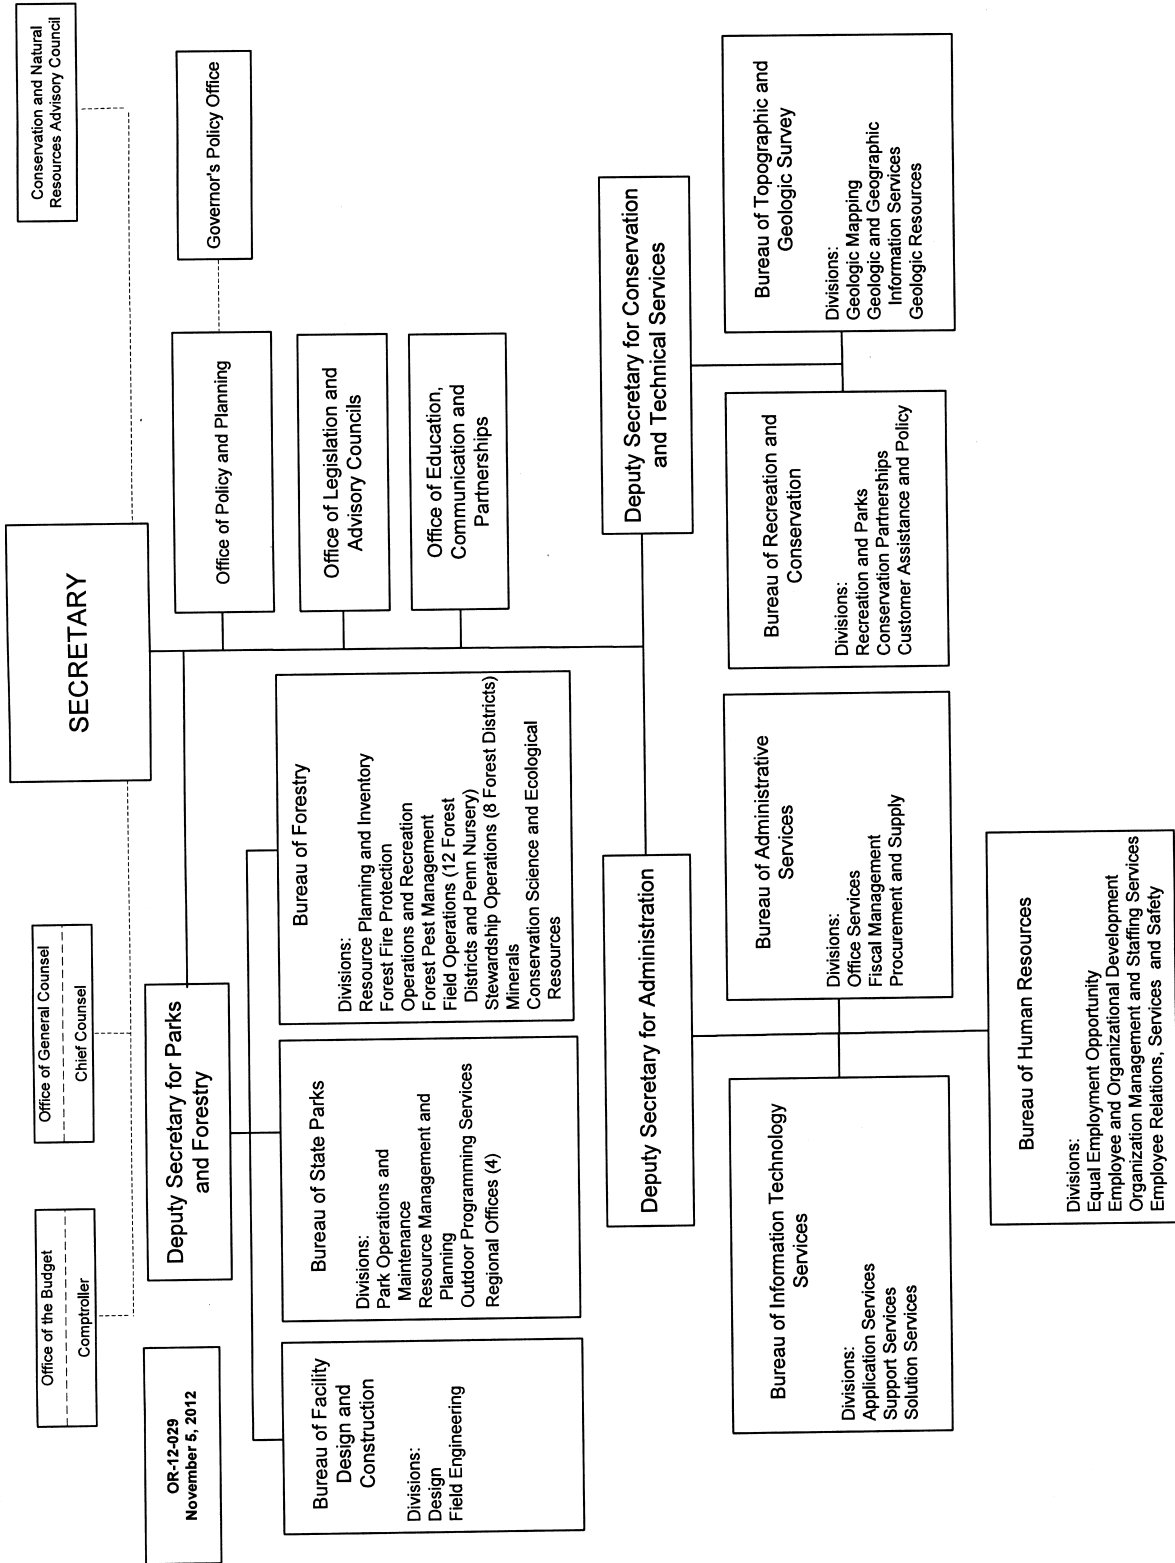 Office of the Budget
Comptroller
Office of General Counsel
Chief Counsel
SECRETARY
Conservation and Natural
Resources Advisory Council
OR-12-029
November 5, 2012
Deputy Secretary for Parks
and Forestry
Office of Policy and Planning
Governor's Policy Office
Office of Legislation and
Advisory Councils
Office of Education,
Communication and
Partnerships
Bureau of Facility
Design and
Construction
Divisions:
Design
Field Engineering
Bureau of State Parks
Divisions:
Park Operations and
Maintenance
Resource Management and
Planning
Outdoor Programming Services
Regional Offices (4)
Bureau of Forestry
Divisions:
Resource Planning and Inventory
Forest Fire Protection
Operations and Recreation
Forest Pest Management
Field Operations (12 Forest
Districts and Penn Nursery)
Stewardship Operations (8 Forest Districts)
Minerals
Conservation Science and Ecological
Resources
Deputy Secretary for Administration
Deputy Secretary for Conservation
and Technical Services
Bureau of Information Technology
Services
Divisions:
Application Services
Support Services
Solution Services
Bureau of Administrative
Services
Divisions:
Office Services
Fiscal Management
Procurement and Supply
Bureau of Recreation and
Conservation
Divisions:
Recreation and Parks
Conservation Partnerships
Customer Assistance and Policy
Bureau of Topographic and
Geologic Survey
Divisions:
Geologic Mapping
Geologic and Geographic
Information Services
Geologic Resources
Bureau of Human Resources
Divisions:
Equal Employment Opportunity
Employee and Organizational Development
Organization Management and Staffing Services
Employee Relations, Services and Safety